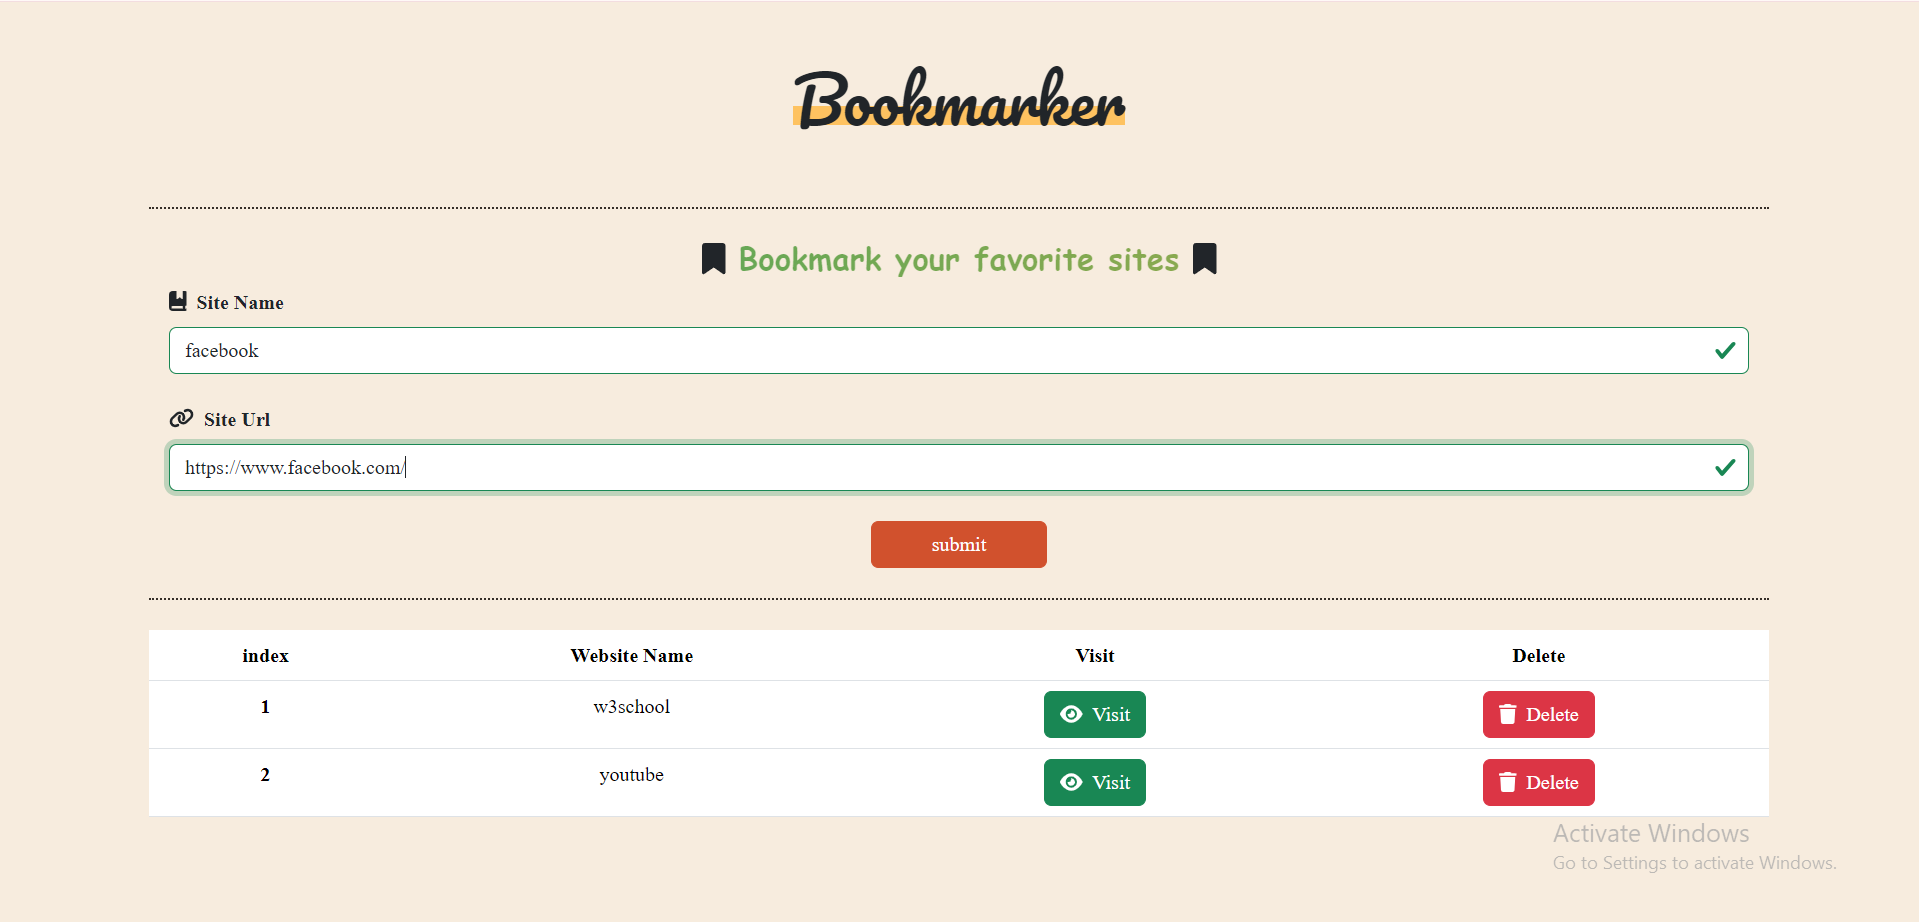 Bookmarker
Bookmark your favorite sites
Site Name
facebook
Site Url
https://www.facebook.com/
submit
index Website Name Visit Delete
1 w3school Visit Delete
2 youtube Visit Delete
Activate Windows
Go to Settings to activate Windows.